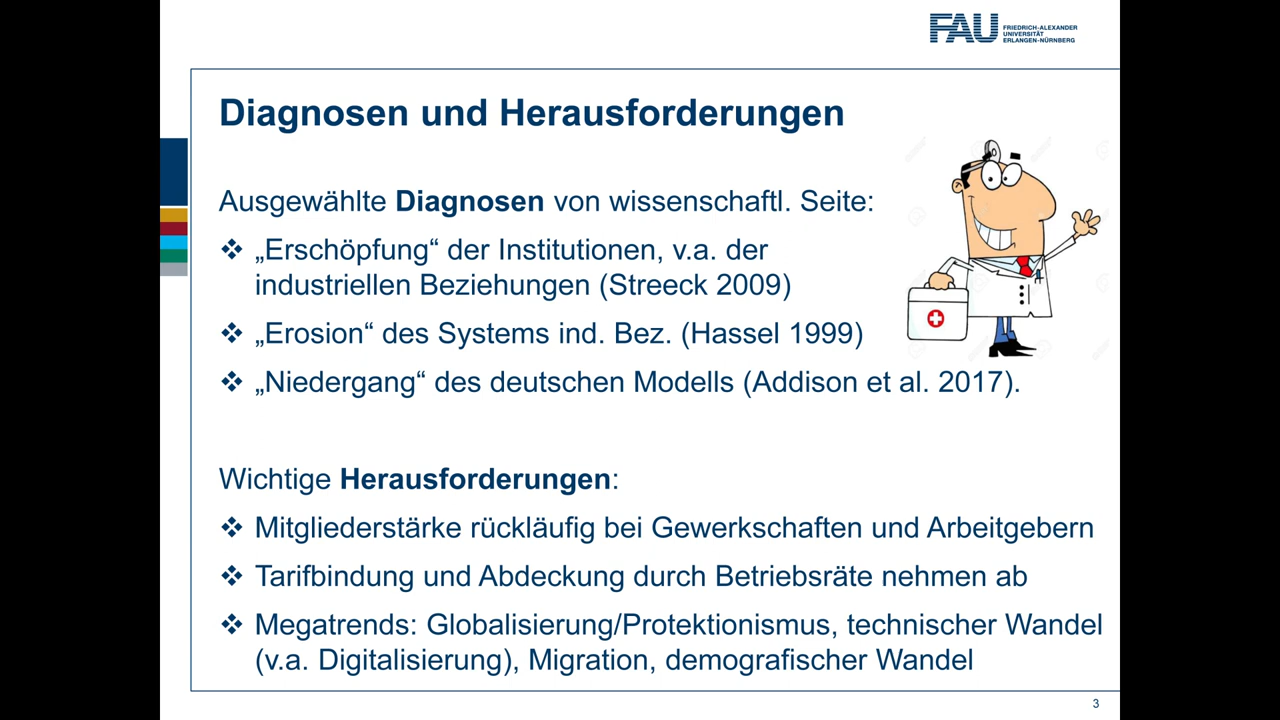 FAU FRIEDRICH-ALEXANDER
UNIVERSITÄT
ERLANGEN-NÜRNBERG
Diagnosen und Herausforderungen
Ausgewählte Diagnosen von wissenschaftl. Seite:
❖ „Erschöpfung“ der Institutionen, v.a. der
industriellen Beziehungen (Streeck 2009)
❖ „Erosion“ des Systems ind. Bez. (Hassel 1999)
❖ „Niedergang“ des deutschen Modells (Addison et al. 2017).
Wichtige Herausforderungen:
❖ Mitgliederstärke rückläufig bei Gewerkschaften und Arbeitgebern
❖ Tarifbindung und Abdeckung durch Betriebsräte nehmen ab
❖ Megatrends: Globalisierung/Protektionismus, technischer Wandel
(v.a. Digitalisierung), Migration, demografischer Wandel
3